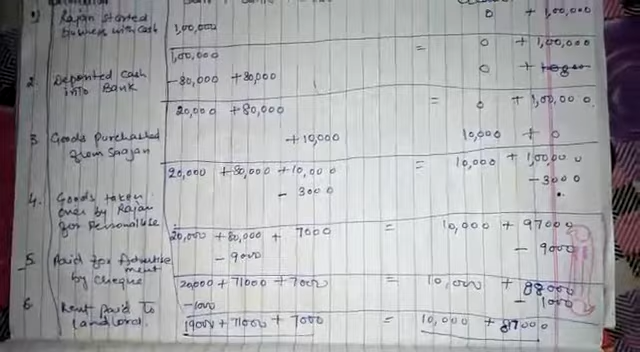 1) Rajan started 0 + 1,00,000
business with cash 1,00,000
1,00,000 = 0 + 1,00,000
2. Deposited cash -80,000 +80,000 0 +
into Bank
20,000 +80,000 = 0 + 1,00,000.
3 Goods purchased +10,000 10,000 + 0
from Saajan
20,000 +80,000 +10,000 = 10,000 + 1,00,000
4. Goods taken - 3000 -3000
over by Rajan
for Personal use
20,000 +80,000 + 7000 = 10,000 + 97000
5. Paid for Advertise - 9000 - 9000
ment
by cheque
20000 + 71000 + 7000 = 10,000 + 88000
6 Rent paid To -1000 - 1000
Landlord.
19000 + 71000 + 7000 = 10,000 + 87000